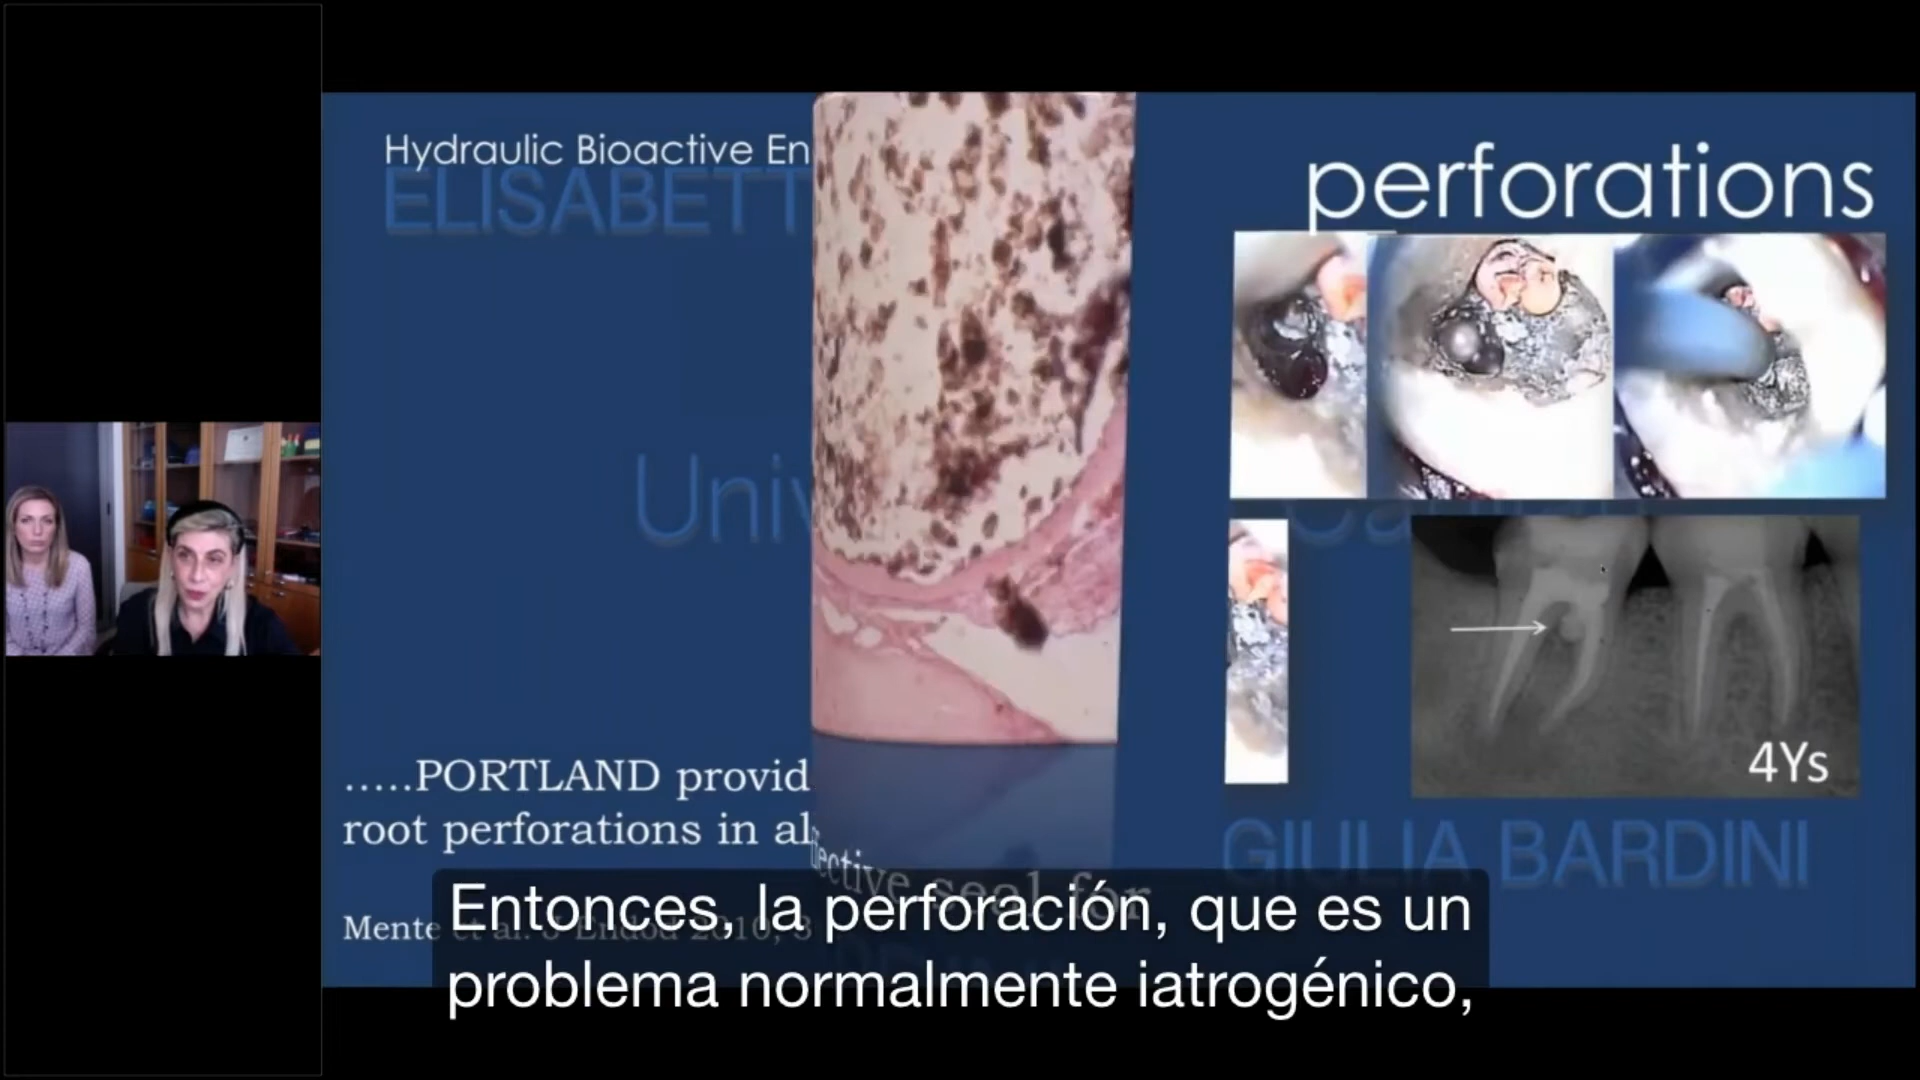 Hydraulic Bioactive En
perforations
ELISABETT
Univ
4Ys
.....PORTLAND provid
root perforations in al
fective seal for
GIULIA BARDINI
Mente et al. J Endod 2010; 3
Entonces, la perforación, que es un
problema normalmente iatrogénico,